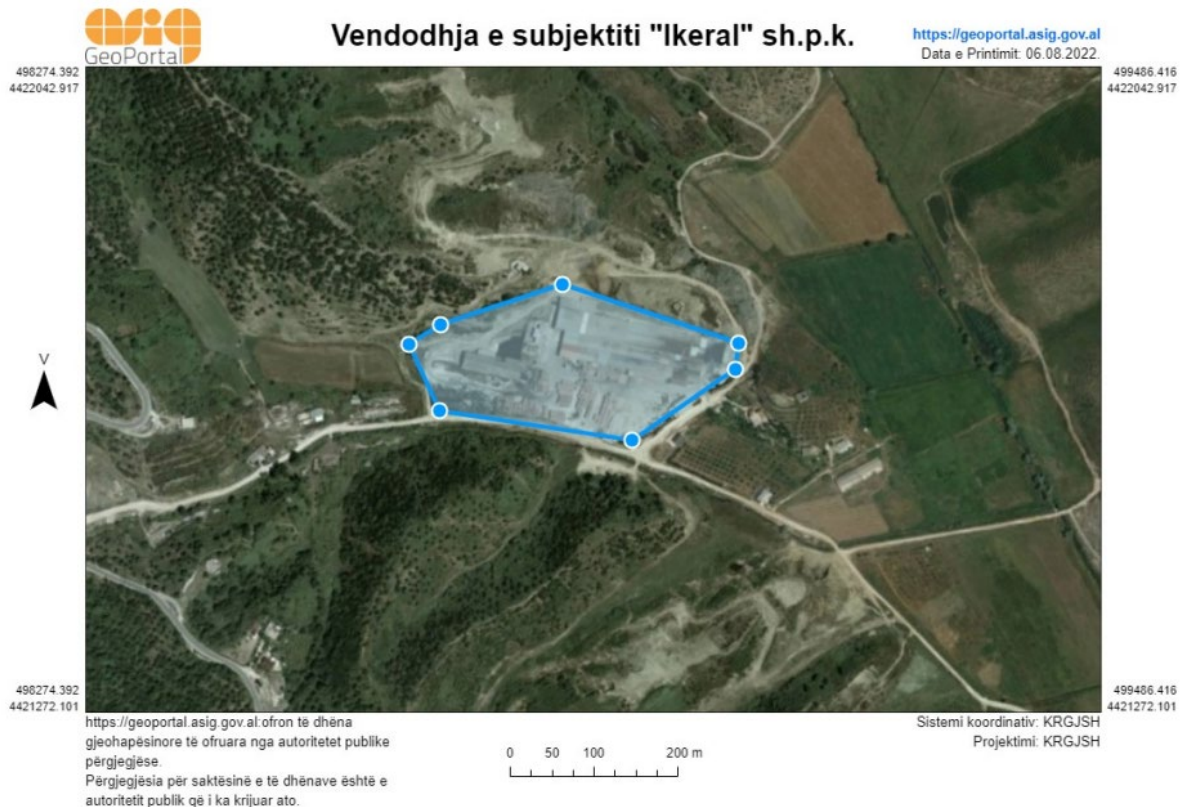 asig
GeoPortal
Vendodhja e subjektiti "Ikeral" sh.p.k.
https://geoportal.asig.gov.al
Data e Printimit: 06.08.2022.
498274.392
4422042.917
499486.416
4422042.917
V
498274.392
4421272.101
499486.416
4421272.101
https://geoportal.asig.gov.al:ofron të dhëna
gjeohapësinore të ofruara nga autoritetet publike
përgjegjëse.
Përgjegjësia për saktësinë e të dhënave është e
autoritetit publik që i ka krijuar ato.
0 50 100 200 m
Sistemi koordinativ: KRGJSH
Projektimi: KRGJSH